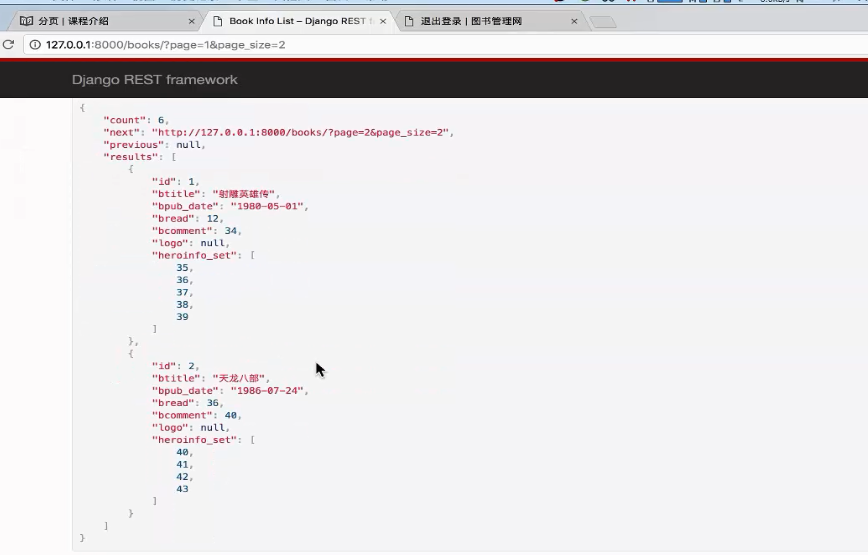 分页 | 课程介绍
Book Info List – Django REST f
退出登录 | 图书管理网
127.0.0.1:8000/books/?page=1&page_size=2
Django REST framework
{
"count": 6,
"next": "http://127.0.0.1:8000/books/?page=2&page_size=2",
"previous": null,
"results": [
{
"id": 1,
"btitle": "射雕英雄传",
"bpub_date": "1980-05-01",
"bread": 12,
"bcomment": 34,
"logo": null,
"heroinfo_set": [
35,
36,
37,
38,
39
]
},
{
"id": 2,
"btitle": "天龙八部",
"bpub_date": "1986-07-24",
"bread": 36,
"bcomment": 40,
"logo": null,
"heroinfo_set": [
40,
41,
42,
43
]
}
]
}